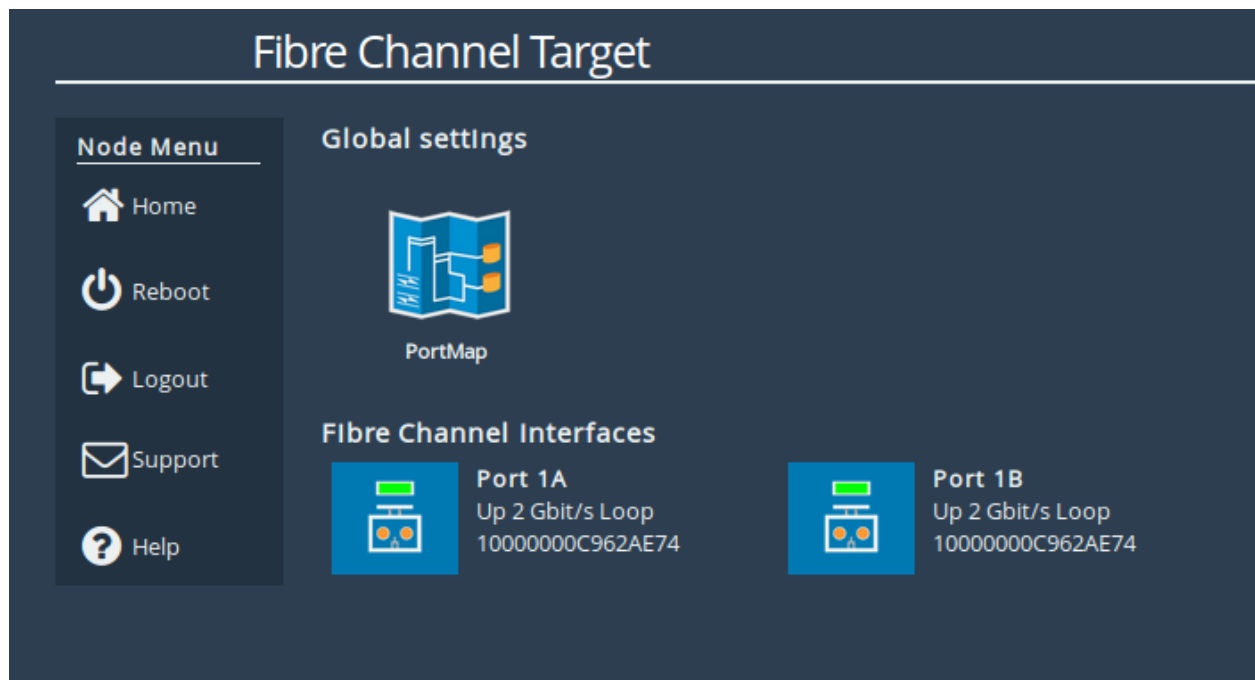 Fibre Channel Target
Node Menu
Home
Reboot
Logout
Support
Help
Global settIngs
PortMap
FIbre Channel Interfaces
Port 1A
Up 2 Gbit/s Loop
10000000C962AE74
Port 1B
Up 2 Gbit/s Loop
10000000C962AE74